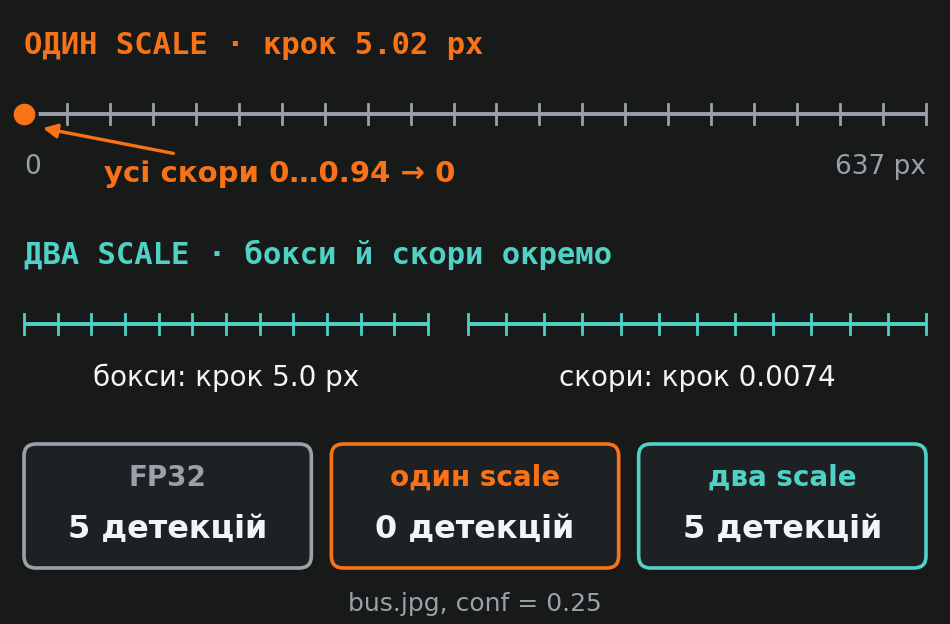 ОДИН SCALE · крок 5.02 px
0
усі скори 0…0.94 → 0
637 px
ДВА SCALE · бокси й скори окремо
бокси: крок 5.0 px
скори: крок 0.0074
FP32
5 детекцій
один scale
0 детекцій
два scale
5 детекцій
bus.jpg, conf = 0.25